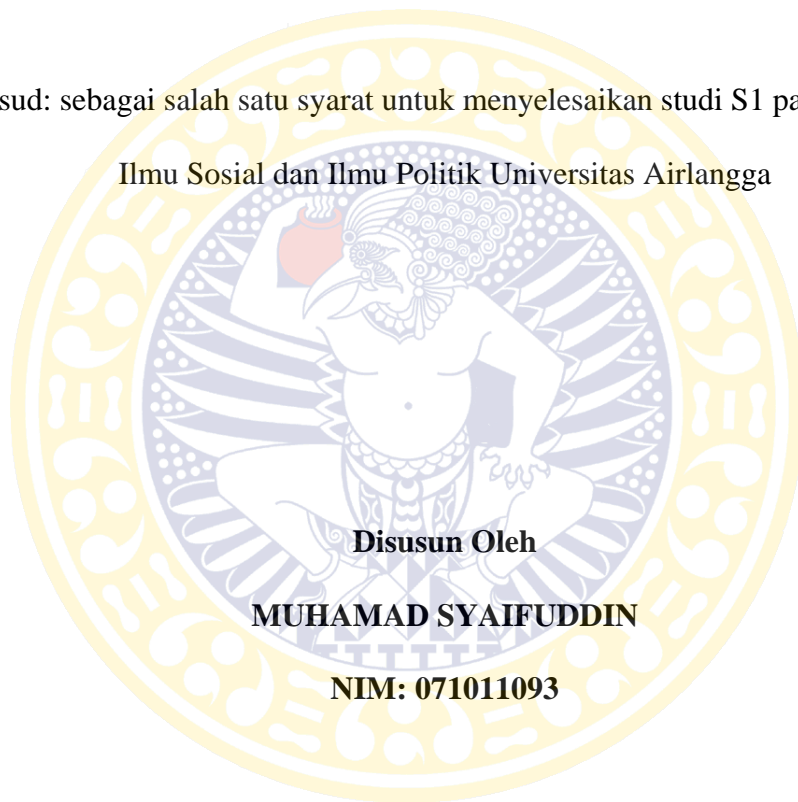 sud: sebagai salah satu syarat untuk menyelesaikan studi S1 pa
Ilmu Sosial dan Ilmu Politik Universitas Airlangga
Disusun Oleh
MUHAMAD SYAIFUDDIN
NIM: 071011093